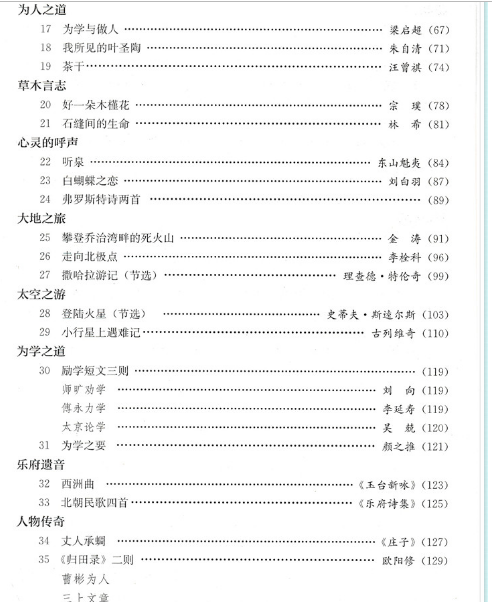 为人之道
17 为学与做人 梁启超 (67)
18 我所见的叶圣陶 朱自清 (71)
19 茶干 汪曾祺 (74)
草木言志
20 好一朵木槿花 宗璞 (78)
21 石缝间的生命 林希 (81)
心灵的呼声
22 听泉 东山魁夷 (84)
23 白蝴蝶之恋 刘白羽 (87)
24 弗罗斯特诗两首 (89)
大地之旅
25 攀登乔治湾畔的死火山 金涛 (91)
26 走向北极点 李栓科 (96)
27 撒哈拉游记（节选） 理查德·特伦奇 (99)
太空之游
28 登陆火星（节选） 史蒂夫·斯逵尔斯 (103)
29 小行星上遇难记 古列维奇 (110)
为学之道
30 励学短文三则 (119)
师旷劝学 刘向 (119)
傅永力学 李延寿 (119)
太京论学 吴兢 (120)
31 为学之要 颜之推 (121)
乐府遗音
32 西洲曲 《玉台新咏》(123)
33 北朝民歌四首 《乐府诗集》(125)
人物传奇
34 丈人承蜩 《庄子》(127)
35 《归田录》二则 欧阳修 (129)
曹彬为人
三上文章